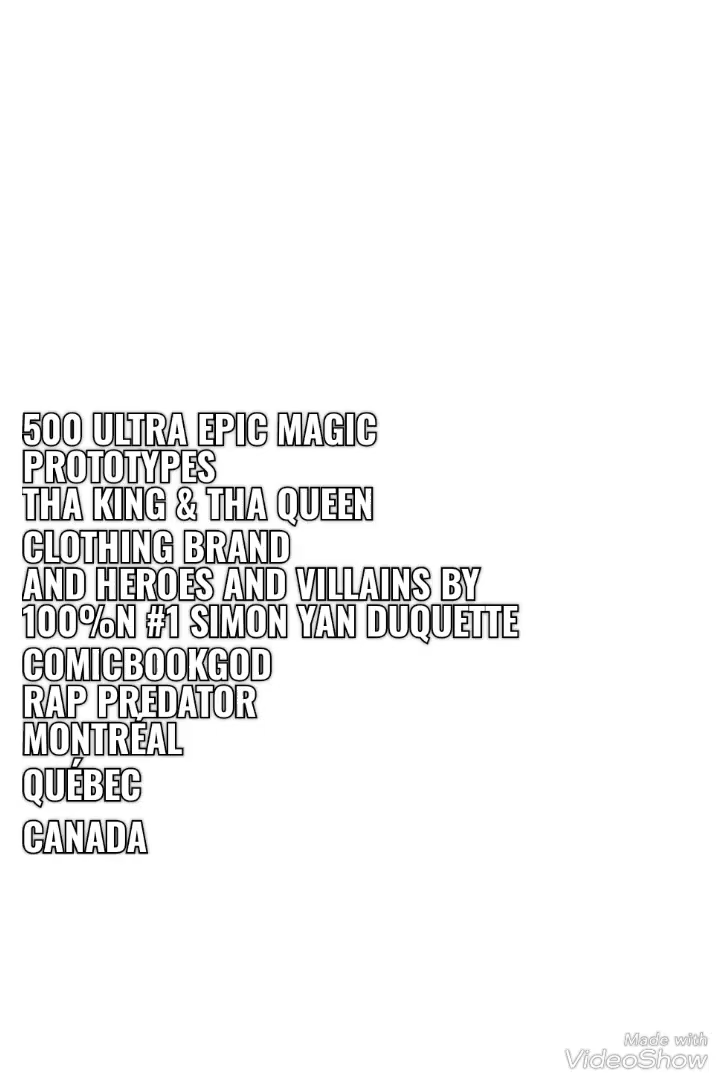 500 ULTRA EPIC MAGIC
PROTOTYPES
THA KING & THA QUEEN
CLOTHING BRAND
AND HEROES AND VILLAINS BY
100%N #1 SIMON YAN DUQUETTE
COMICBOOKGOD
RAP PREDATOR
MONTRÉAL
QUÉBEC
CANADA
Made with
VideoShow